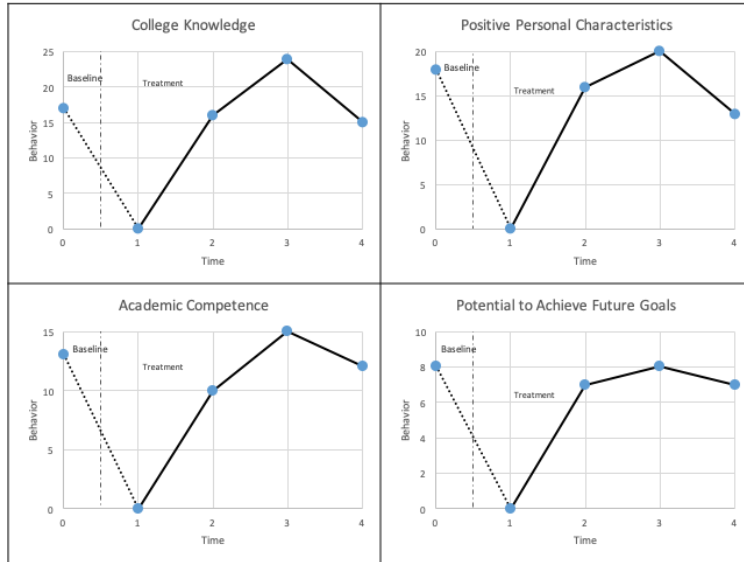 College Knowledge
25
20
15
10
5
0
Baseline
Treatment
Behavior
0 1 2 3 4
Time
Positive Personal Characteristics
20
15
10
5
0
Baseline
Treatment
Behavior
0 1 2 3 4
Time
Academic Competence
15
10
5
0
Baseline
Treatment
Behavior
0 1 2 3 4
Time
Potential to Achieve Future Goals
10
8
6
4
2
0
Baseline
Treatment
Behavior
0 1 2 3 4
Time